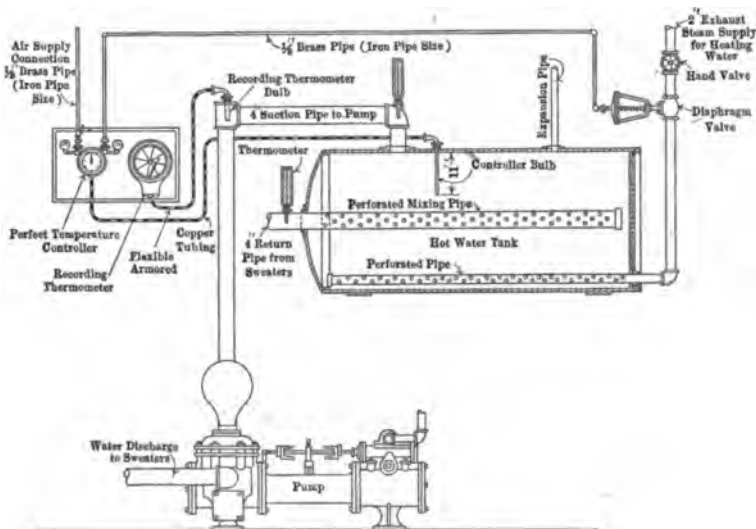 Air Supply
Connection
⅛" Brass Pipe
(Iron Pipe
Size)
⅛" Brass Pipe (Iron Pipe Size)
2" Exhaust
Steam Supply
for Heating
Water
Hand Valve
Diaphragm
Valve
Recording Thermometer
Bulb
4" Suction Pipe to Pump
Expansion Pipe
Thermometer
11"
Controller Bulb
Perforated Mixing Pipe
Hot Water Tank
Perforated Pipe
4" Return
Pipe from
Sweaters
Perfect Temperature
Controller
Recording
Thermometer
Flexible
Armored
Copper
Tubing
Water Discharge
to Sweaters
Pump